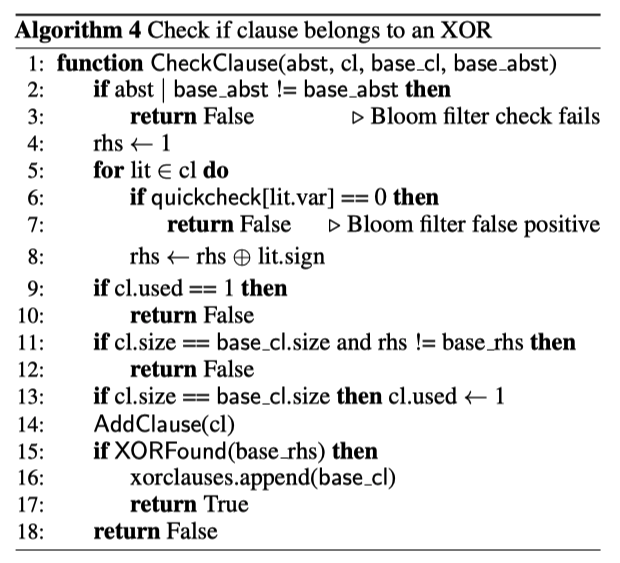 Algorithm 4 Check if clause belongs to an XOR
1: function CheckClause(abst, cl, base_cl, base_abst)
2: if abst | base_abst != base_abst then
3: return False ▷ Bloom filter check fails
4: rhs ← 1
5: for lit ∈ cl do
6: if quickcheck[lit.var] == 0 then
7: return False ▷ Bloom filter false positive
8: rhs ← rhs ⊕ lit.sign
9: if cl.used == 1 then
10: return False
11: if cl.size == base_cl.size and rhs != base_rhs then
12: return False
13: if cl.size == base_cl.size then cl.used ← 1
14: AddClause(cl)
15: if XORFound(base_rhs) then
16: xorclauses.append(base_cl)
17: return True
18: return False